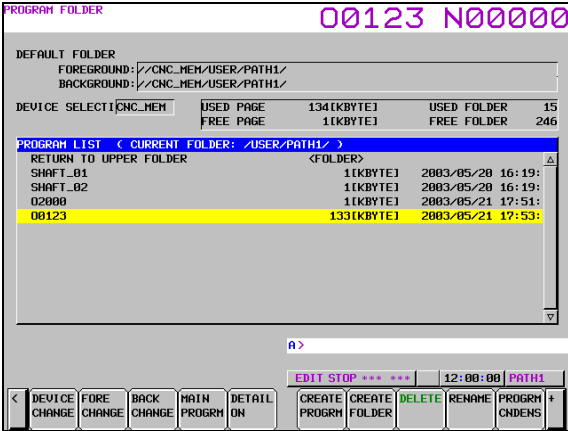 PROGRAM FOLDER
O0123 N00000
DEFAULT FOLDER
FOREGROUND: //CNC_MEM/USER/PATH1/
BACKGROUND: //CNC_MEM/USER/PATH1/
DEVICE SELECTI CNC_MEM USED PAGE 134[KBYTE] USED FOLDER 15
FREE PAGE 1[KBYTE] FREE FOLDER 246
PROGRAM LIST ( CURRENT FOLDER: /USER/PATH1/ )
RETURN TO UPPER FOLDER <FOLDER>
SHAFT_01 1[KBYTE] 2003/05/20 16:19:
SHAFT_02 1[KBYTE] 2003/05/20 16:19:
O2000 1[KBYTE] 2003/05/21 17:51:
O0123 133[KBYTE] 2003/05/21 17:53:
A>
EDIT STOP *** *** 12:00:00 PATH1
< DEVICE FORE BACK MAIN DETAIL CREATE CREATE DELETE RENAME PROGRM +
CHANGE CHANGE CHANGE PROGRM ON PROGRM FOLDER CNDENS